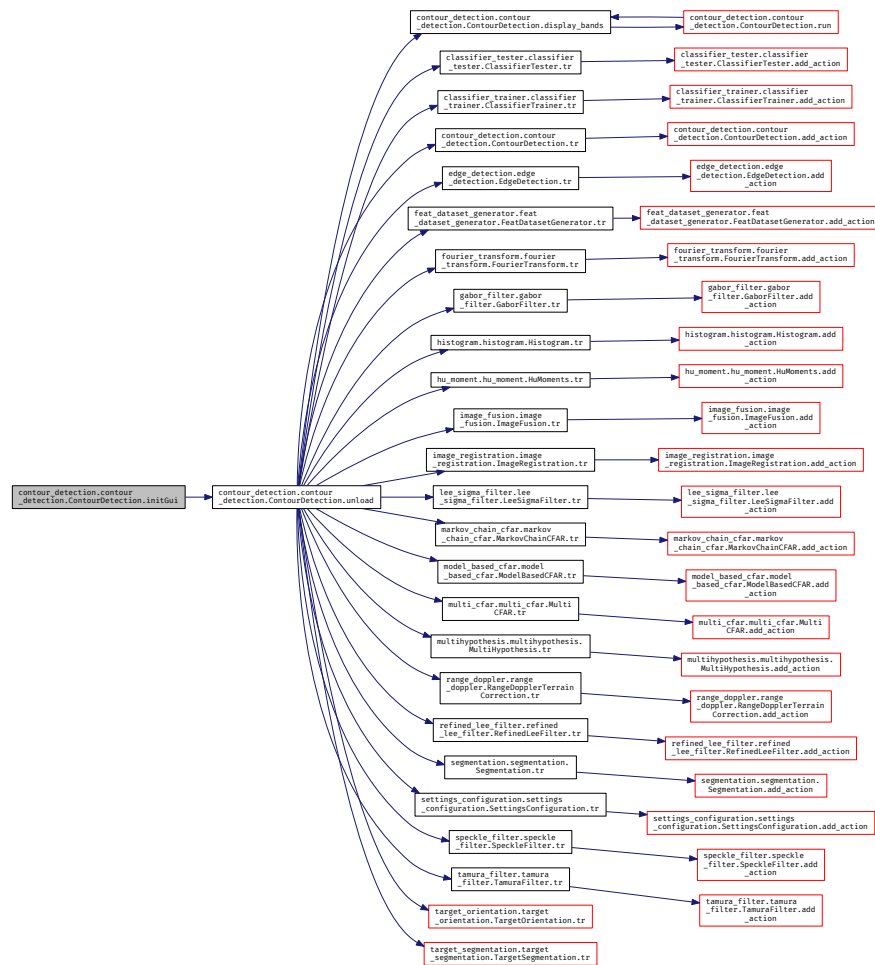 contour_detection.contour
_detection.ContourDetection.display_bands
contour_detection.contour
_detection.ContourDetection.run
classifier_tester.classifier
_tester.ClassifierTester.tr
classifier_tester.classifier
_tester.ClassifierTester.add_action
classifier_trainer.classifier
_trainer.ClassifierTrainer.tr
classifier_trainer.classifier
_trainer.ClassifierTrainer.add_action
contour_detection.contour
_detection.ContourDetection.tr
contour_detection.contour
_detection.ContourDetection.add_action
edge_detection.edge
_detection.EdgeDetection.tr
edge_detection.edge
_detection.EdgeDetection.add
_action
feat_dataset_generator.feat
_dataset_generator.FeatDatasetGenerator.tr
feat_dataset_generator.feat
_dataset_generator.FeatDatasetGenerator.add_action
fourier_transform.fourier
_transform.FourierTransform.tr
fourier_transform.fourier
_transform.FourierTransform.add_action
gabor_filter.gabor
_filter.GaborFilter.tr
gabor_filter.gabor
_filter.GaborFilter.add
_action
histogram.histogram.Histogram.tr
histogram.histogram.Histogram.add
_action
hu_moment.hu_moment.HuMoments.tr
hu_moment.hu_moment.HuMoments.add
_action
image_fusion.image
_fusion.ImageFusion.tr
image_fusion.image
_fusion.ImageFusion.add
_action
image_registration.image
_registration.ImageRegistration.tr
image_registration.image
_registration.ImageRegistration.add_action
contour_detection.contour
_detection.ContourDetection.initGui
contour_detection.contour
_detection.ContourDetection.unload
lee_sigma_filter.lee
_sigma_filter.LeeSigmaFilter.tr
lee_sigma_filter.lee
_sigma_filter.LeeSigmaFilter.add
_action
markov_chain_cfar.markov
_chain_cfar.MarkovChainCFAR.tr
markov_chain_cfar.markov
_chain_cfar.MarkovChainCFAR.add_action
model_based_cfar.model
_based_cfar.ModelBasedCFAR.tr
model_based_cfar.model
_based_cfar.ModelBasedCFAR.add
_action
multi_cfar.multi_cfar.Multi
CFAR.tr
multi_cfar.multi_cfar.Multi
CFAR.add_action
multihypothesis.multihypothesis.
MultiHypothesis.tr
multihypothesis.multihypothesis.
MultiHypothesis.add_action
range_doppler.range
_doppler.RangeDopplerTerrain
Correction.tr
range_doppler.range
_doppler.RangeDopplerTerrain
Correction.add_action
refined_lee_filter.refined
_lee_filter.RefinedLeeFilter.tr
refined_lee_filter.refined
_lee_filter.RefinedLeeFilter.add_action
segmentation.segmentation.
Segmentation.tr
segmentation.segmentation.
Segmentation.add_action
settings_configuration.settings
_configuration.SettingsConfiguration.tr
settings_configuration.settings
_configuration.SettingsConfiguration.add_action
speckle_filter.speckle
_filter.SpeckleFilter.tr
speckle_filter.speckle
_filter.SpeckleFilter.add
_action
tamura_filter.tamura
_filter.TamuraFilter.tr
tamura_filter.tamura
_filter.TamuraFilter.add
_action
target_orientation.target
_orientation.TargetOrientation.tr
target_segmentation.target
_segmentation.TargetSegmentation.tr